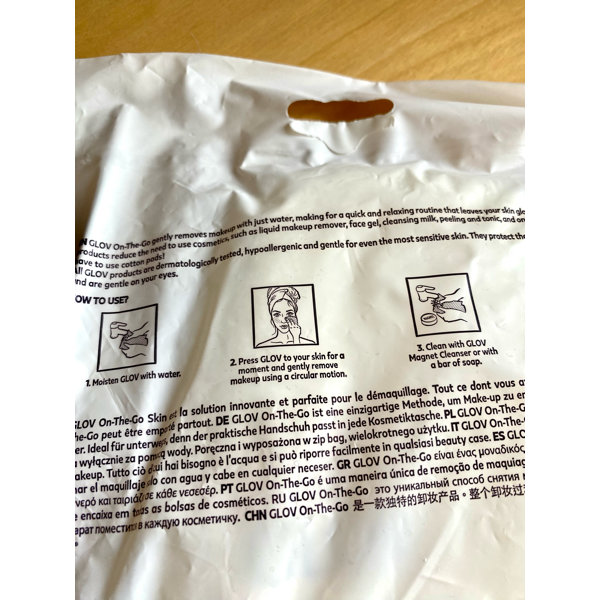 N GLOV On-The-Go gently removes makeup with just water, making for a quick and relaxing routine that leaves your skin glo
roducts reduce the need to use cosmetics, such as liquid makeup remover, face gel, cleansing milk, peeling and tonic, and on
ave to use cotton pads!
All GLOV products are dermatologically tested, hypoallergenic and gentle for even the most sensitive skin. They protect the
nd are gentle on your eyes.
OW TO USE?
1. Moisten GLOV with water.
2. Press GLOV to your skin for a
moment and gently remove
makeup using a circular motion.
3. Clean with GLOV
Magnet Cleanser or with
a bar of soap.
GLOV On-The-Go Skin est la solution innovante et parfaite pour le démaquillage. Tout ce dont vous a
he-Go peut être emporté partout. DE GLOV On-The-Go ist eine einzigartige Methode, um Make-up zu en
er. Ideal für unterwegs, denn der praktische Handschuh passt in jede Kosmetiktasche. PL GLOV On-The-G
a wyłącznie za pomocą wody. Poręczna i wyposażona w zip bag, wielokrotnego użytku. IT GLOV On-The-
akeup. Tutto ciò di cui hai bisogno è l'acqua e si può riporre facilmente in qualsiasi beauty case. ES GLO
nar el maquillaje solo con agua y cabe en cualquier neceser. GR GLOV On-The-Go είναι ένας μοναδικός
νερό και ταιριάζει σε κάθε νεσεσέρ. PT GLOV On-The-Go é uma maneira única de remoção de maquiag
e encaixa em todas as bolsas de cosméticos. RU GLOV On-The-Go это уникальный способ снятия м
арат поместится в каждую косметичку. CHN GLOV On-The-Go 是一款独特的卸妆产品。整个卸妆过